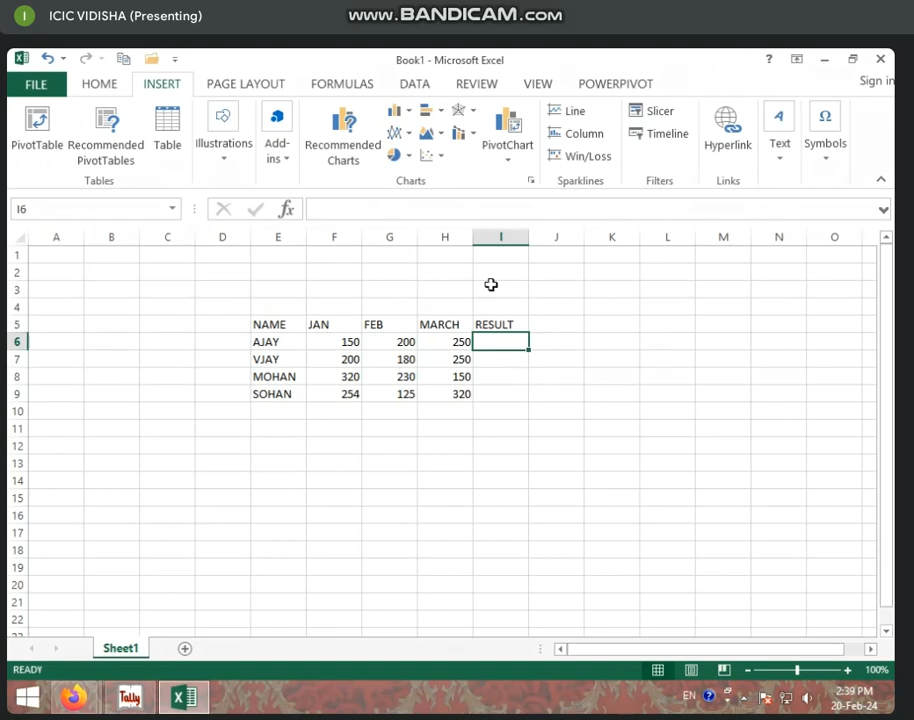 I ICIC VIDISHA (Presenting) WWW.BANDICAM.COM
Book1 - Microsoft Excel ?
FILE HOME INSERT PAGE LAYOUT FORMULAS DATA REVIEW VIEW POWERPIVOT Sign in
PivotTable Recommended PivotTables Table Illustrations Add-ins Recommended Charts PivotChart Line Column Win/Loss Slicer Timeline Hyperlink A Text Ω Symbols
Tables Charts Sparklines Filters Links
I6 fx
A B C D E F G H I J K L M N O
1
2
3
4
5 NAME JAN FEB MARCH RESULT
6 AJAY 150 200 250
7 VJAY 200 180 250
8 MOHAN 320 230 150
9 SOHAN 254 125 320
10
11
12
13
14
15
16
17
18
19
20
21
22
23
Sheet1
READY 100%
Tally EN ? 2:39 PM
20-Feb-24